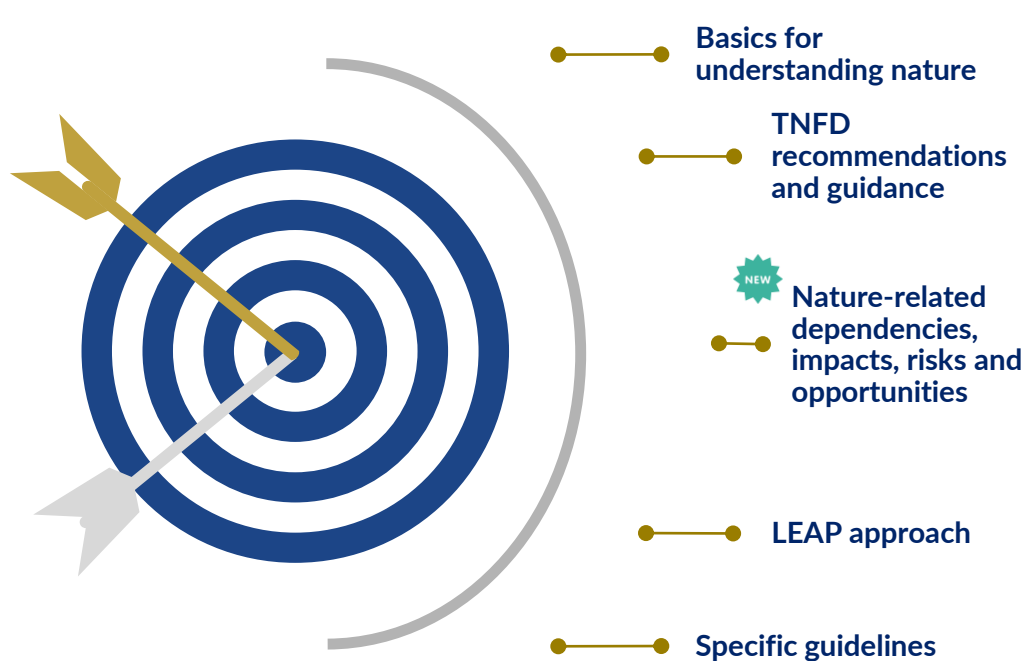 Basics for
understanding nature
TNFD
recommendations
and guidance
NEW
Nature-related
dependencies,
impacts, risks and
opportunities
LEAP approach
Specific guidelines